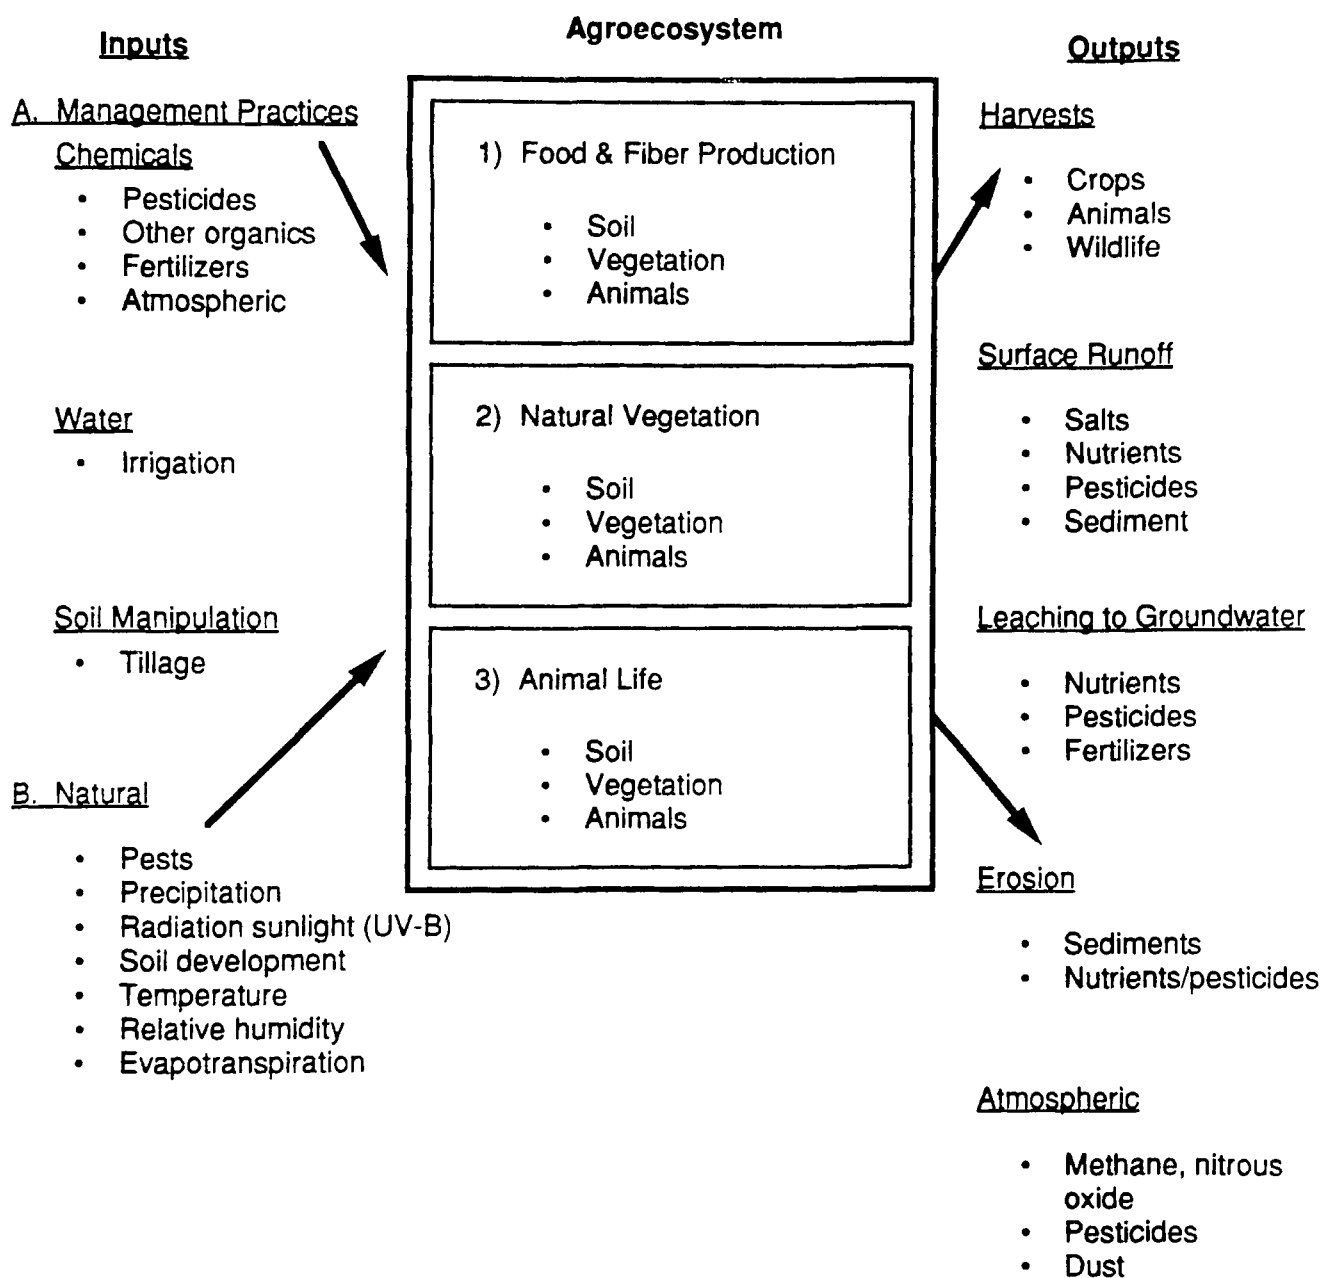 Inputs
A. Management Practices
Chemicals
• Pesticides
• Other organics
• Fertilizers
• Atmospheric
Water
• Irrigation
Soil Manipulation
• Tillage
B. Natural
• Pests
• Precipitation
• Radiation sunlight (UV-B)
• Soil development
• Temperature
• Relative humidity
• Evapotranspiration
Agroecosystem
1) Food & Fiber Production
• Soil
• Vegetation
• Animals
2) Natural Vegetation
• Soil
• Vegetation
• Animals
3) Animal Life
• Soil
• Vegetation
• Animals
Outputs
Harvests
• Crops
• Animals
• Wildlife
Surface Runoff
• Salts
• Nutrients
• Pesticides
• Sediment
Leaching to Groundwater
• Nutrients
• Pesticides
• Fertilizers
Erosion
• Sediments
• Nutrients/pesticides
Atmospheric
• Methane, nitrous
oxide
• Pesticides
• Dust